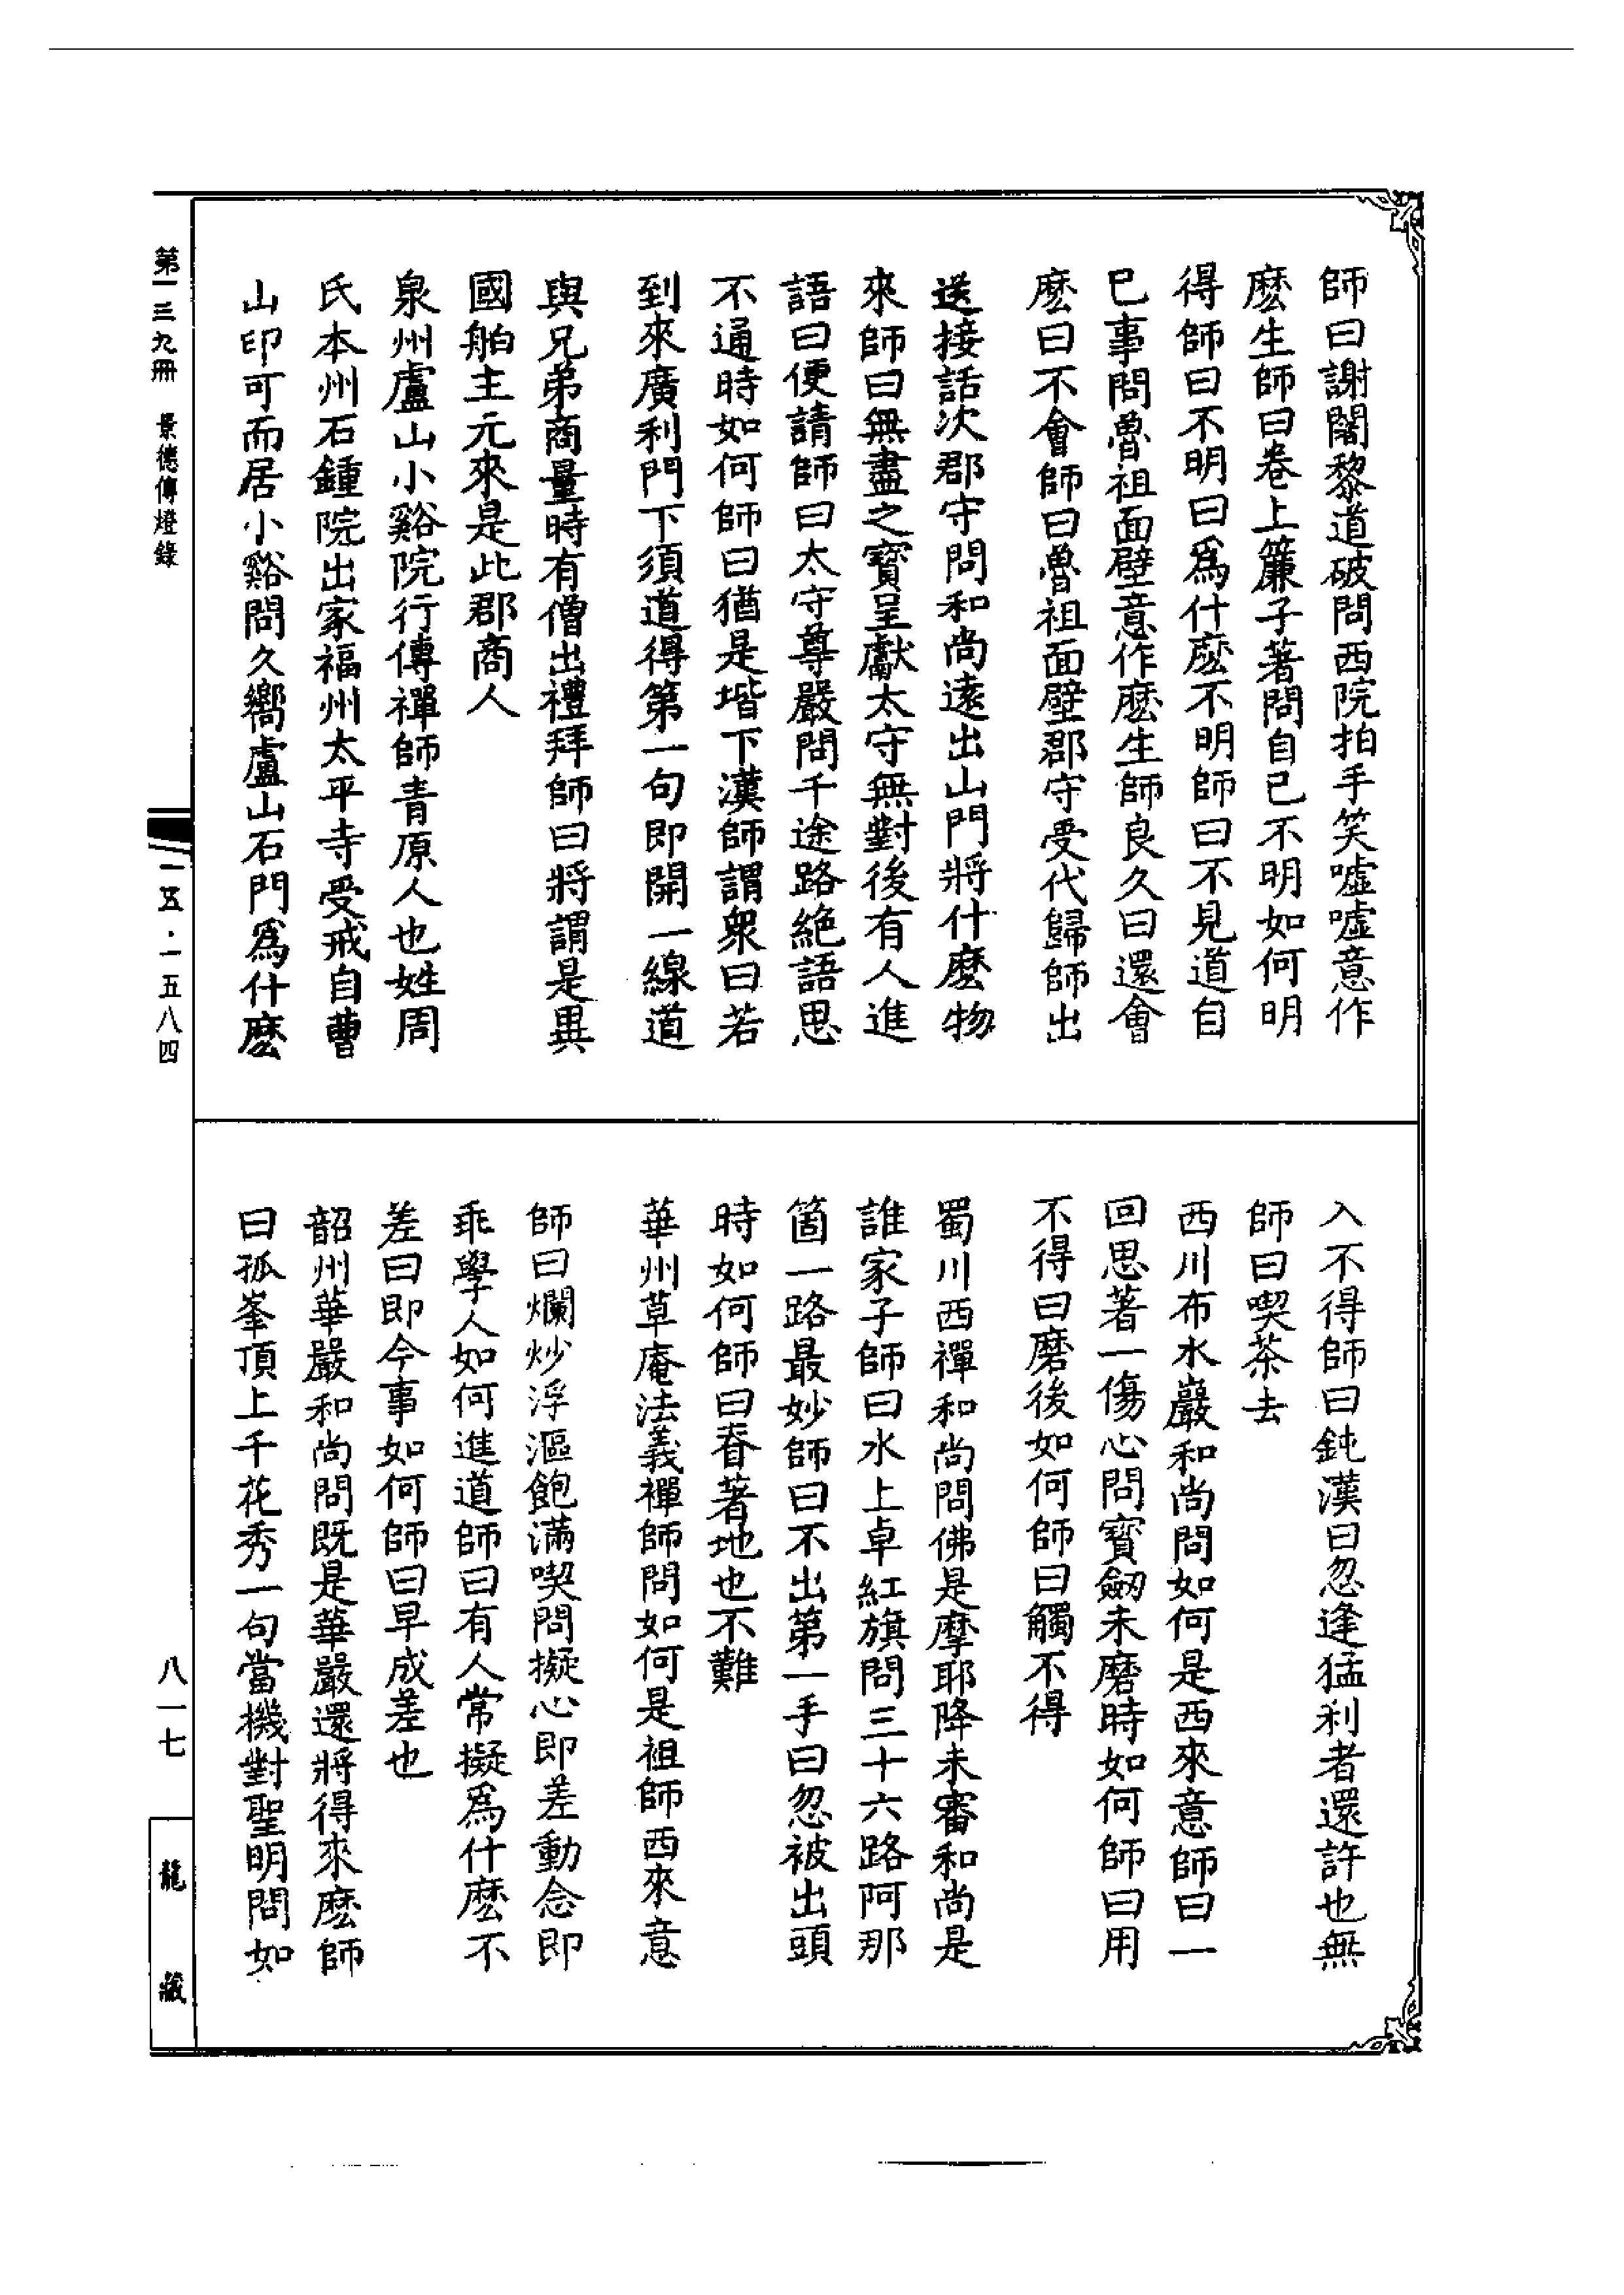 師曰謝闍黎道破問西院拍手笑噓噓意作
麽生師曰卷上簾子著問自己不明如何明
得師曰不明曰爲什麽不明師曰不見道自
巳事問魯祖面壁意作麽生師良久曰還會
麽曰不會師曰魯祖面壁郡守受代歸師出
送接話次郡守問和尚遠出山門將什麽物
來師曰無盡之寶呈獻太守無對後有人進
語曰便請師曰太守尊嚴問千途路絶語思
不通時如何師曰猶是堦下漢師謂衆曰若
到來廣利門下須道得第一句即開一線道
與兄弟商量時有僧出禮拜師曰將謂是異
國舶主元來是此郡商人
泉州盧山小谿院行傳禪師青原人也姓周
氏本州石鍾院出家福州太平寺受戒自曹
山印可而居小谿問久嚮盧山石門爲什麽
入不得師曰鈍漢曰忽逢猛利者還許也無
師曰喫茶去
西川布水巖和尚問如何是西來意師曰一
回思著一傷心問寶劒未磨時如何師曰用
不得曰磨後如何師曰觸不得
蜀川西禪和尚問佛是摩耶降未審和尚是
誰家子師曰水上卓紅旗問三十六路阿那
箇一路最妙師曰不出第一手曰忽被出頭
時如何師曰脊著地也不難
華州草庵法義禪師問如何是祖師西來意
師曰爛炒浮漚飽滿喫問擬心即差動念即
乖學人如何進道師曰有人常擬爲什麽不
差曰即今事如何師曰早成差也
韶州華嚴和尚問既是華嚴還將得來麽師
曰孤峯頂上千花秀一句當機對聖明問如
第一三九冊 景德傳燈錄
一五·一五八四
八一七
龍藏